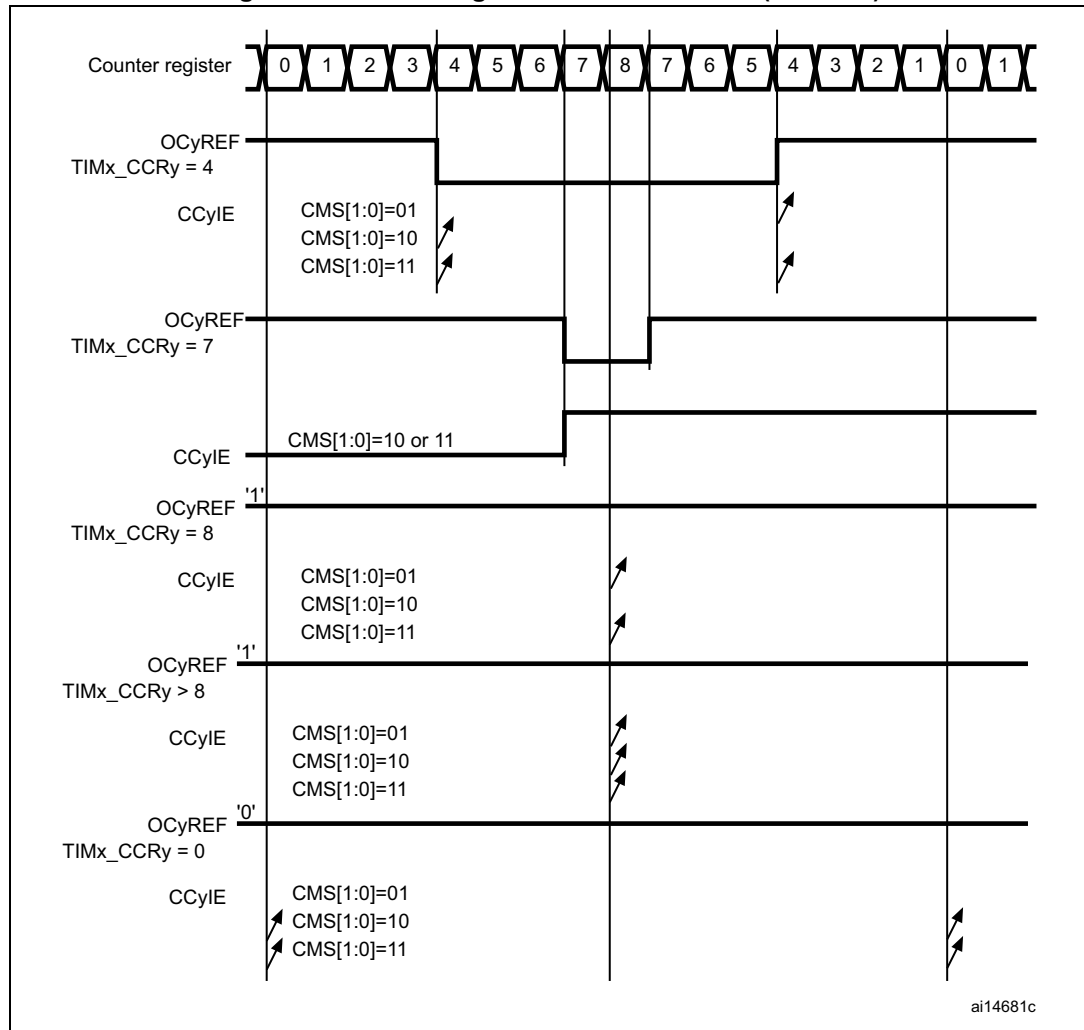 Counter register 0 1 2 3 4 5 6 7 8 7 6 5 4 3 2 1 0 1
OCyREF
TIMx_CCRy = 4
CCyIE
CMS[1:0]=01
CMS[1:0]=10
CMS[1:0]=11
OCyREF
TIMx_CCRy = 7
CMS[1:0]=10 or 11
CCyIE
'1'
OCyREF
TIMx_CCRy = 8
CCyIE
CMS[1:0]=01
CMS[1:0]=10
CMS[1:0]=11
'1'
OCyREF
TIMx_CCRy > 8
CCyIE
CMS[1:0]=01
CMS[1:0]=10
CMS[1:0]=11
'0'
OCyREF
TIMx_CCRy = 0
CCyIE
CMS[1:0]=01
CMS[1:0]=10
CMS[1:0]=11
ai14681c